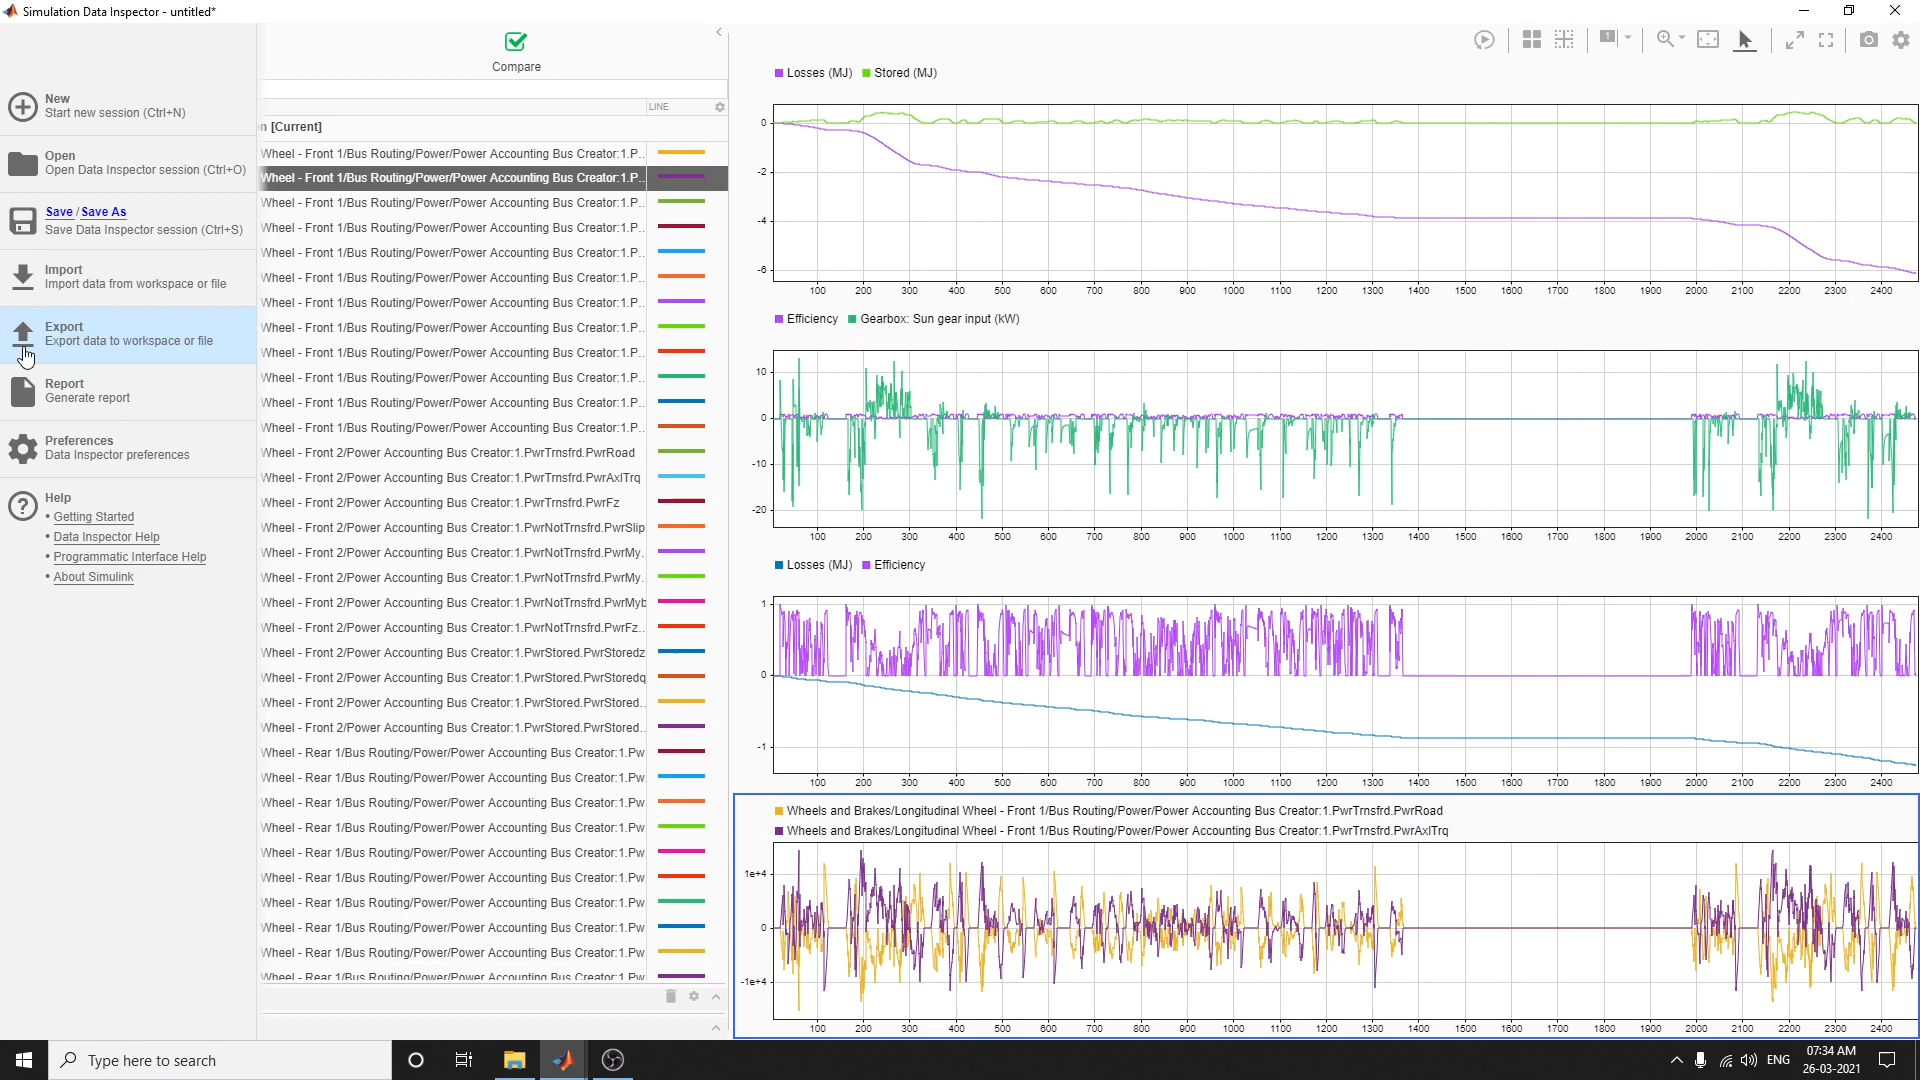 Simulation Data Inspector - untitled*
New
Start new session (Ctrl+N)
Open
Open Data Inspector session (Ctrl+O)
Save / Save As
Save Data Inspector session (Ctrl+S)
Import
Import data from workspace or file
Export
Export data to workspace or file
Report
Generate report
Preferences
Data Inspector preferences
Help
• Getting Started
• Data Inspector Help
• Programmatic Interface Help
• About Simulink
Compare
LINE
n [Current]
Wheel - Front 1/Bus Routing/Power/Power Accounting Bus Creator:1.P...
Wheel - Front 1/Bus Routing/Power/Power Accounting Bus Creator:1.P...
Wheel - Front 1/Bus Routing/Power/Power Accounting Bus Creator:1.P...
Wheel - Front 1/Bus Routing/Power/Power Accounting Bus Creator:1.P...
Wheel - Front 1/Bus Routing/Power/Power Accounting Bus Creator:1.P...
Wheel - Front 1/Bus Routing/Power/Power Accounting Bus Creator:1.P...
Wheel - Front 1/Bus Routing/Power/Power Accounting Bus Creator:1.P...
Wheel - Front 1/Bus Routing/Power/Power Accounting Bus Creator:1.P...
Wheel - Front 1/Bus Routing/Power/Power Accounting Bus Creator:1.P...
Wheel - Front 1/Bus Routing/Power/Power Accounting Bus Creator:1.P...
Wheel - Front 1/Bus Routing/Power/Power Accounting Bus Creator:1.P...
Wheel - Front 1/Bus Routing/Power/Power Accounting Bus Creator:1.P...
Wheel - Front 2/Power Accounting Bus Creator:1.PwrTrnsfrd.PwrRoad
Wheel - Front 2/Power Accounting Bus Creator:1.PwrTrnsfrd.PwrAxlTrq
Wheel - Front 2/Power Accounting Bus Creator:1.PwrTrnsfrd.PwrFz
Wheel - Front 2/Power Accounting Bus Creator:1.PwrNotTrnsfrd.PwrSlip
Wheel - Front 2/Power Accounting Bus Creator:1.PwrNotTrnsfrd.PwrMy...
Wheel - Front 2/Power Accounting Bus Creator:1.PwrNotTrnsfrd.PwrMy...
Wheel - Front 2/Power Accounting Bus Creator:1.PwrNotTrnsfrd.PwrMyb
Wheel - Front 2/Power Accounting Bus Creator:1.PwrNotTrnsfrd.PwrFz...
Wheel - Front 2/Power Accounting Bus Creator:1.PwrStored.PwrStoredz
Wheel - Front 2/Power Accounting Bus Creator:1.PwrStored.PwrStoredq
Wheel - Front 2/Power Accounting Bus Creator:1.PwrStored.PwrStored...
Wheel - Front 2/Power Accounting Bus Creator:1.PwrStored.PwrStored...
Wheel - Rear 1/Bus Routing/Power/Power Accounting Bus Creator:1.Pw
Wheel - Rear 1/Bus Routing/Power/Power Accounting Bus Creator:1.Pw
Wheel - Rear 1/Bus Routing/Power/Power Accounting Bus Creator:1.Pw
Wheel - Rear 1/Bus Routing/Power/Power Accounting Bus Creator:1.Pw
Wheel - Rear 1/Bus Routing/Power/Power Accounting Bus Creator:1.Pw
Wheel - Rear 1/Bus Routing/Power/Power Accounting Bus Creator:1.Pw
Wheel - Rear 1/Bus Routing/Power/Power Accounting Bus Creator:1.Pw
Wheel - Rear 1/Bus Routing/Power/Power Accounting Bus Creator:1.Pw
Wheel - Rear 1/Bus Routing/Power/Power Accounting Bus Creator:1.Pw
Wheel - Rear 1/Bus Routing/Power/Power Accounting Bus Creator:1.Pw
1
Losses (MJ) Stored (MJ)
0
-2
-4
-6
100 200 300 400 500 600 700 800 900 1000 1100 1200 1300 1400 1500 1600 1700 1800 1900 2000 2100 2200 2300 2400
Efficiency Gearbox: Sun gear input (kW)
10
0
-10
-20
100 200 300 400 500 600 700 800 900 1000 1100 1200 1300 1400 1500 1600 1700 1800 1900 2000 2100 2200 2300 2400
Losses (MJ) Efficiency
1
0
-1
100 200 300 400 500 600 700 800 900 1000 1100 1200 1300 1400 1500 1600 1700 1800 1900 2000 2100 2200 2300 2400
Wheels and Brakes/Longitudinal Wheel - Front 1/Bus Routing/Power/Power Accounting Bus Creator:1.PwrTrnsfrd.PwrRoad
Wheels and Brakes/Longitudinal Wheel - Front 1/Bus Routing/Power/Power Accounting Bus Creator:1.PwrTrnsfrd.PwrAxlTrq
1e+4
0
-1e+4
100 200 300 400 500 600 700 800 900 1000 1100 1200 1300 1400 1500 1600 1700 1800 1900 2000 2100 2200 2300 2400
Type here to search
ENG
07:34 AM
26-03-2021